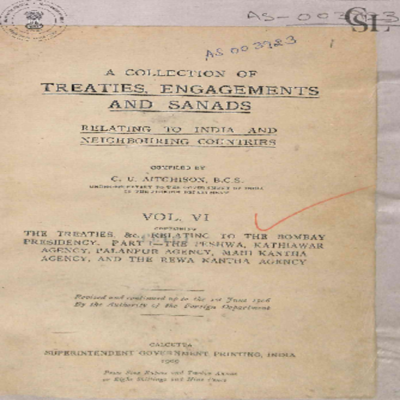 AS-00
3
CSL
AS 003923
A COLLECTION OF
TREATIES, ENGAGEMENTS
AND SANADS
RELATING TO INDIA AND
NEIGHBOURING COUNTRIES
COMPILED BY
C. U. AITCHISON, B.C.S.
VOL. VI
CONTAINING
THE TREATIES, &c., RELATING TO THE BOMBAY
PRESIDENCY. PART I—THE PESHWA, KATHIAWAR
AGENCY, PALANPUR AGENCY, MAHI KANTHA
AGENCY, AND THE REWA KANTHA AGENCY
Revised and continued up to the 1st June 1906
By the Authority of the Foreign Department
CALCUTTA
SUPERINTENDENT GOVERNMENT PRINTING, INDIA
1909